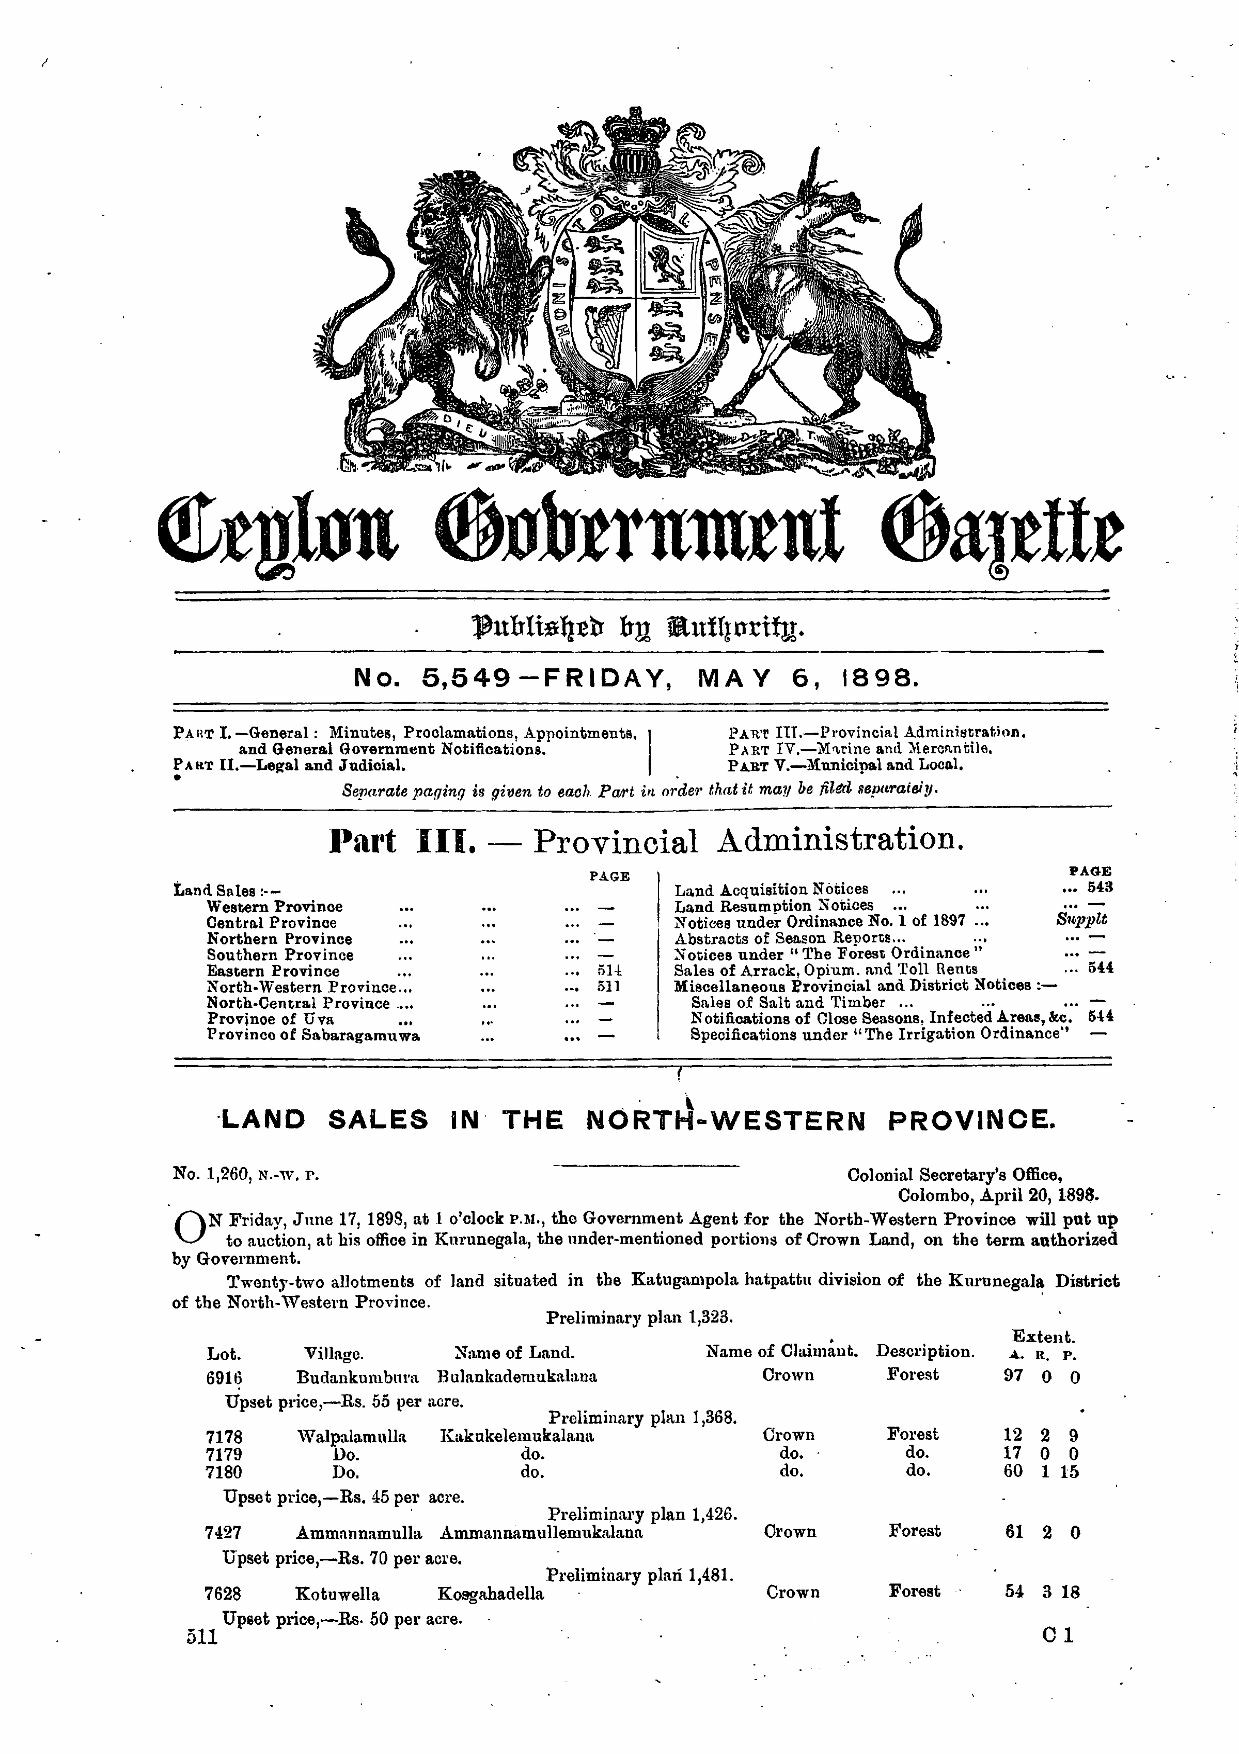 HONI SOIT QUI MAL Y PENSE
DIEU ET MON DROIT
Ceylon Government Gazette
Published by Authority.
No. 5,549—FRIDAY, MAY 6, 1898.
PART I.—General: Minutes, Proclamations, Appointments, and General Government Notifications.
PART II.—Legal and Judicial.
PART III.—Provincial Administration.
PART IV.—Marine and Mercantile.
PART V.—Municipal and Local.
Separate paging is given to each Part in order that it may be filed separately.
Part III. — Provincial Administration.
PAGE
Land Sales:—
Western Province ... ... ... —
Central Province ... ... ... —
Northern Province ... ... ... —
Southern Province ... ... ... —
Eastern Province ... ... ... 514
North-Western Province... ... ... 511
North-Central Province ... ... ... —
Province of Uva ... ... ... —
Province of Sabaragamuwa ... ... —
PAGE
Land Acquisition Notices ... ... ... 543
Land Resumption Notices ... ... ... —
Notices under Ordinance No. 1 of 1897 ... Supplt
Abstracts of Season Reports... ... ... —
Notices under "The Forest Ordinance" ... —
Sales of Arrack, Opium, and Toll Rents ... 544
Miscellaneous Provincial and District Notices:—
Sales of Salt and Timber ... ... ... —
Notifications of Close Seasons, Infected Areas, &c. 544
Specifications under "The Irrigation Ordinance" —
LAND SALES IN THE NORTH-WESTERN PROVINCE.
No. 1,260, N.-W. P.
Colonial Secretary's Office,
Colombo, April 20, 1898.
ON Friday, June 17, 1898, at 1 o'clock P.M., the Government Agent for the North-Western Province will put up
to auction, at his office in Kurunegala, the under-mentioned portions of Crown Land, on the term authorized
by Government.
Twenty-two allotments of land situated in the Katugampola hatpattu division of the Kurunegala District
of the North-Western Province.
Preliminary plan 1,323.
Extent.
Lot. Village. Name of Land. Name of Claimant. Description. A. R. P.
6916 Budankumbura Bulankademukalana Crown Forest 97 0 0
Upset price,—Rs. 55 per acre.
Preliminary plan 1,368.
7178 Walpalamulla Kakukelemukalana Crown Forest 12 2 9
7179 Do. do. do. do. 17 0 0
7180 Do. do. do. do. 60 1 15
Upset price,—Rs. 45 per acre.
Preliminary plan 1,426.
7427 Ammannamulla Ammannamullemukalana Crown Forest 61 2 0
Upset price,—Rs. 70 per acre.
Preliminary plan 1,481.
7628 Kotuwella Kosgahadella Crown Forest 54 3 18
Upset price,—Rs. 50 per acre.
511
C 1